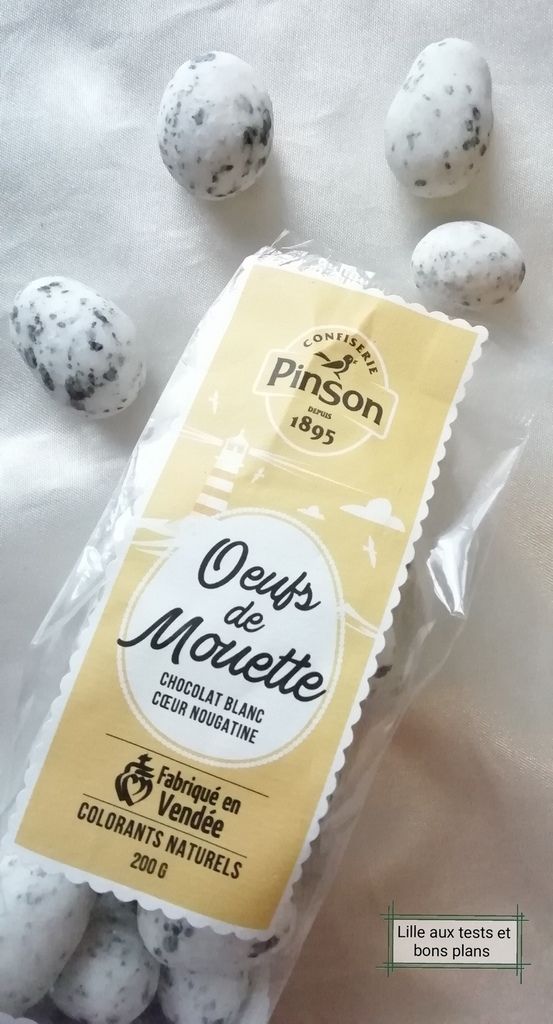 CONFISERIE
Pinson
DEPUIS
1895
Oeufs
de
Mouette
CHOCOLAT BLANC
CŒUR NOUGATINE
Fabriqué en
Vendée
COLORANTS NATURELS
200 G
Lille aux tests et
bons plans